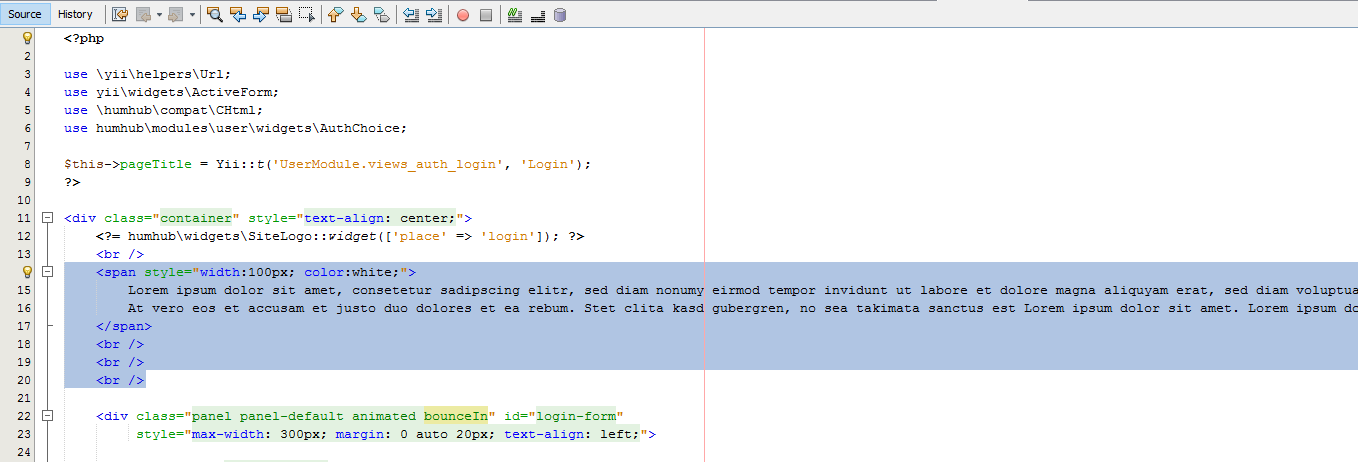 Source History
<?php
2
3 use \yii\helpers\Url;
4 use yii\widgets\ActiveForm;
5 use \humhub\compat\CHtml;
6 use humhub\modules\user\widgets\AuthChoice;
7
8 $this->pageTitle = Yii::t('UserModule.views_auth_login', 'Login');
9 ?>
10
11 <div class="container" style="text-align: center;">
12 <?= humhub\widgets\SiteLogo::widget(['place' => 'login']); ?>
13 <br />
<span style="width:100px; color:white;">
15 Lorem ipsum dolor sit amet, consetetur sadipscing elitr, sed diam nonumy eirmod tempor invidunt ut labore et dolore magna aliquyam erat, sed diam voluptua
16 At vero eos et accusam et justo duo dolores et ea rebum. Stet clita kasd gubergren, no sea takimata sanctus est Lorem ipsum dolor sit amet. Lorem ipsum do
17 </span>
18 <br />
19 <br />
20 <br />
21
22 <div class="panel panel-default animated bounceIn" id="login-form"
23 style="max-width: 300px; margin: 0 auto 20px; text-align: left;">
24